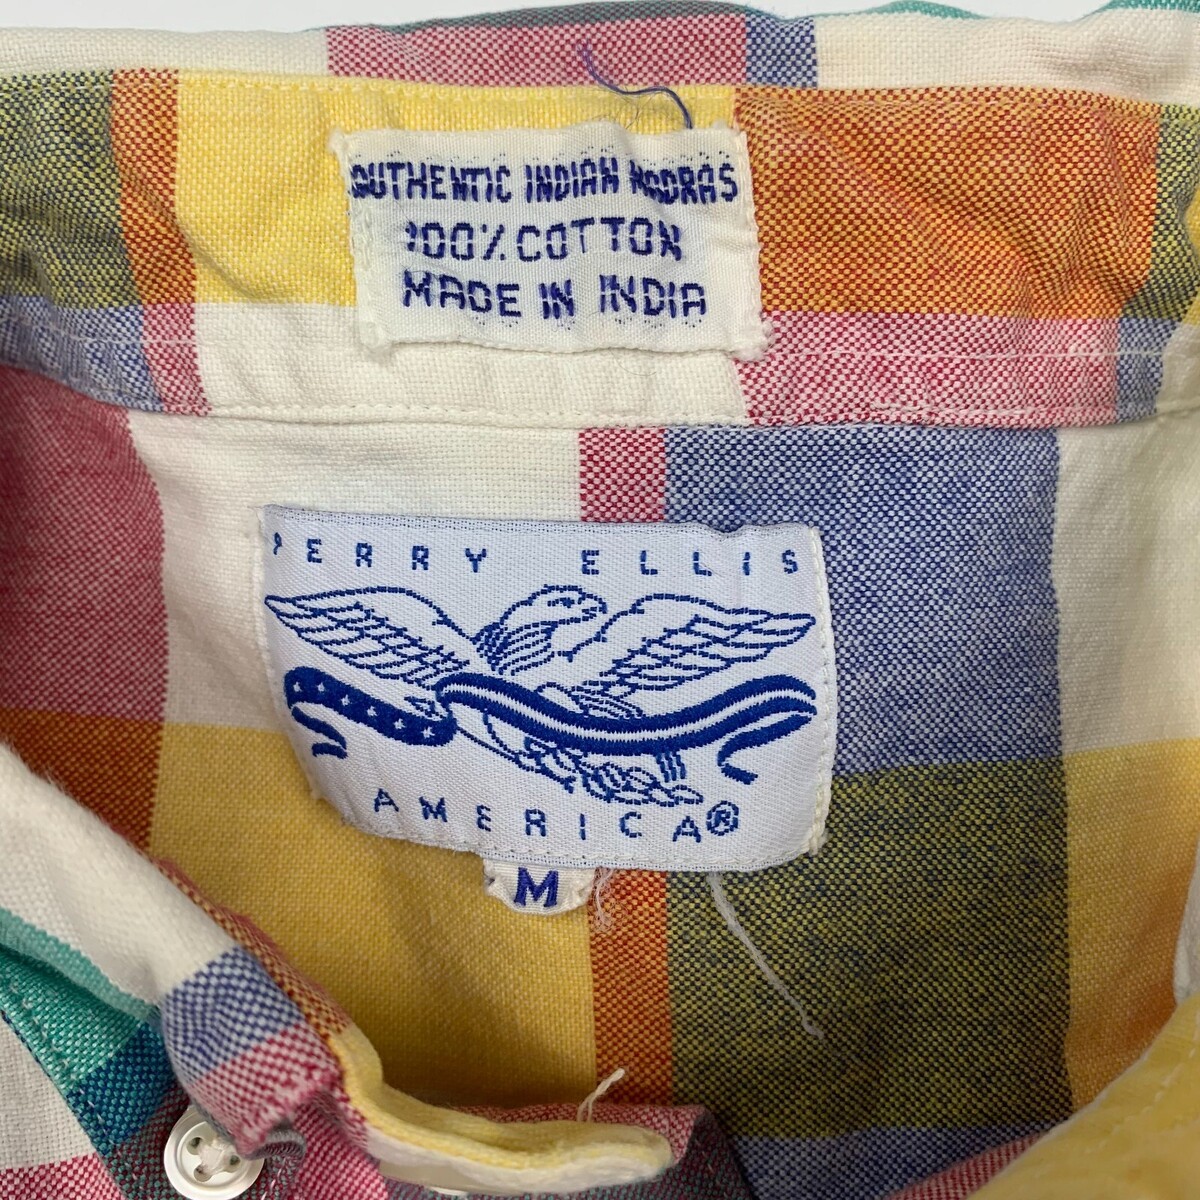 AUTHENTIC INDIAN MADRAS
100% COTTON
MADE IN INDIA
PERRY ELLIS
AMERICA®
M